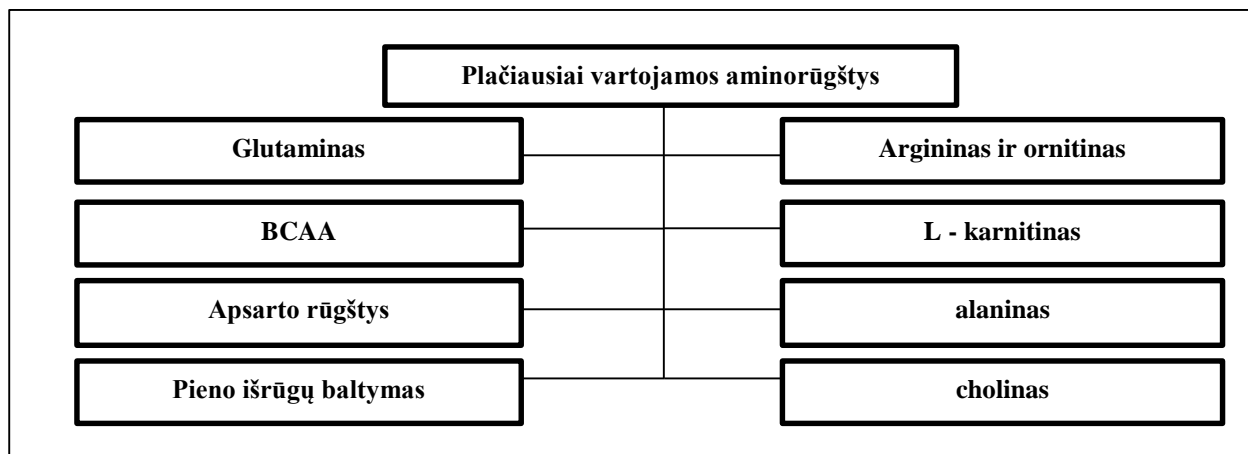 Plačiausiai vartojamos aminorūgštys
Glutaminas
Argininas ir ornitinas
BCAA
L - karnitinas
Apsarto rūgštys
alaninas
Pieno išrūgų baltymas
cholinas